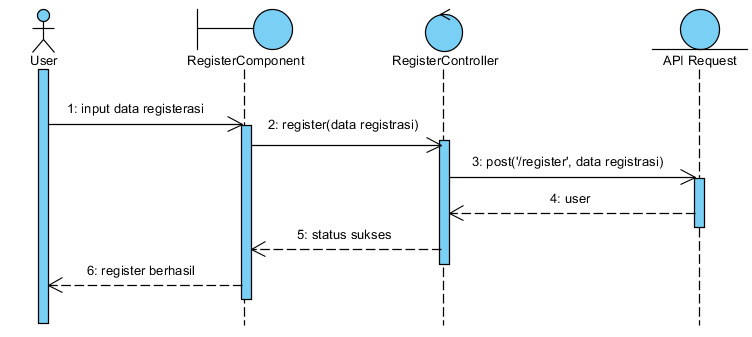 User
RegisterComponent
RegisterController
API Request
1: input data registerasi
2: register(data registrasi)
3: post('/register', data registrasi)
4: user
5: status sukses
6: register berhasil